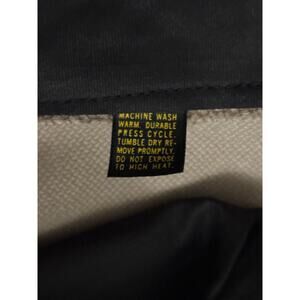 MACHINE WASH
WARM. DURABLE
PRESS CYCLE.
TUMBLE DRY RE-
MOVE PROMPTLY.
DO NOT EXPOSE
TO HIGH HEAT.